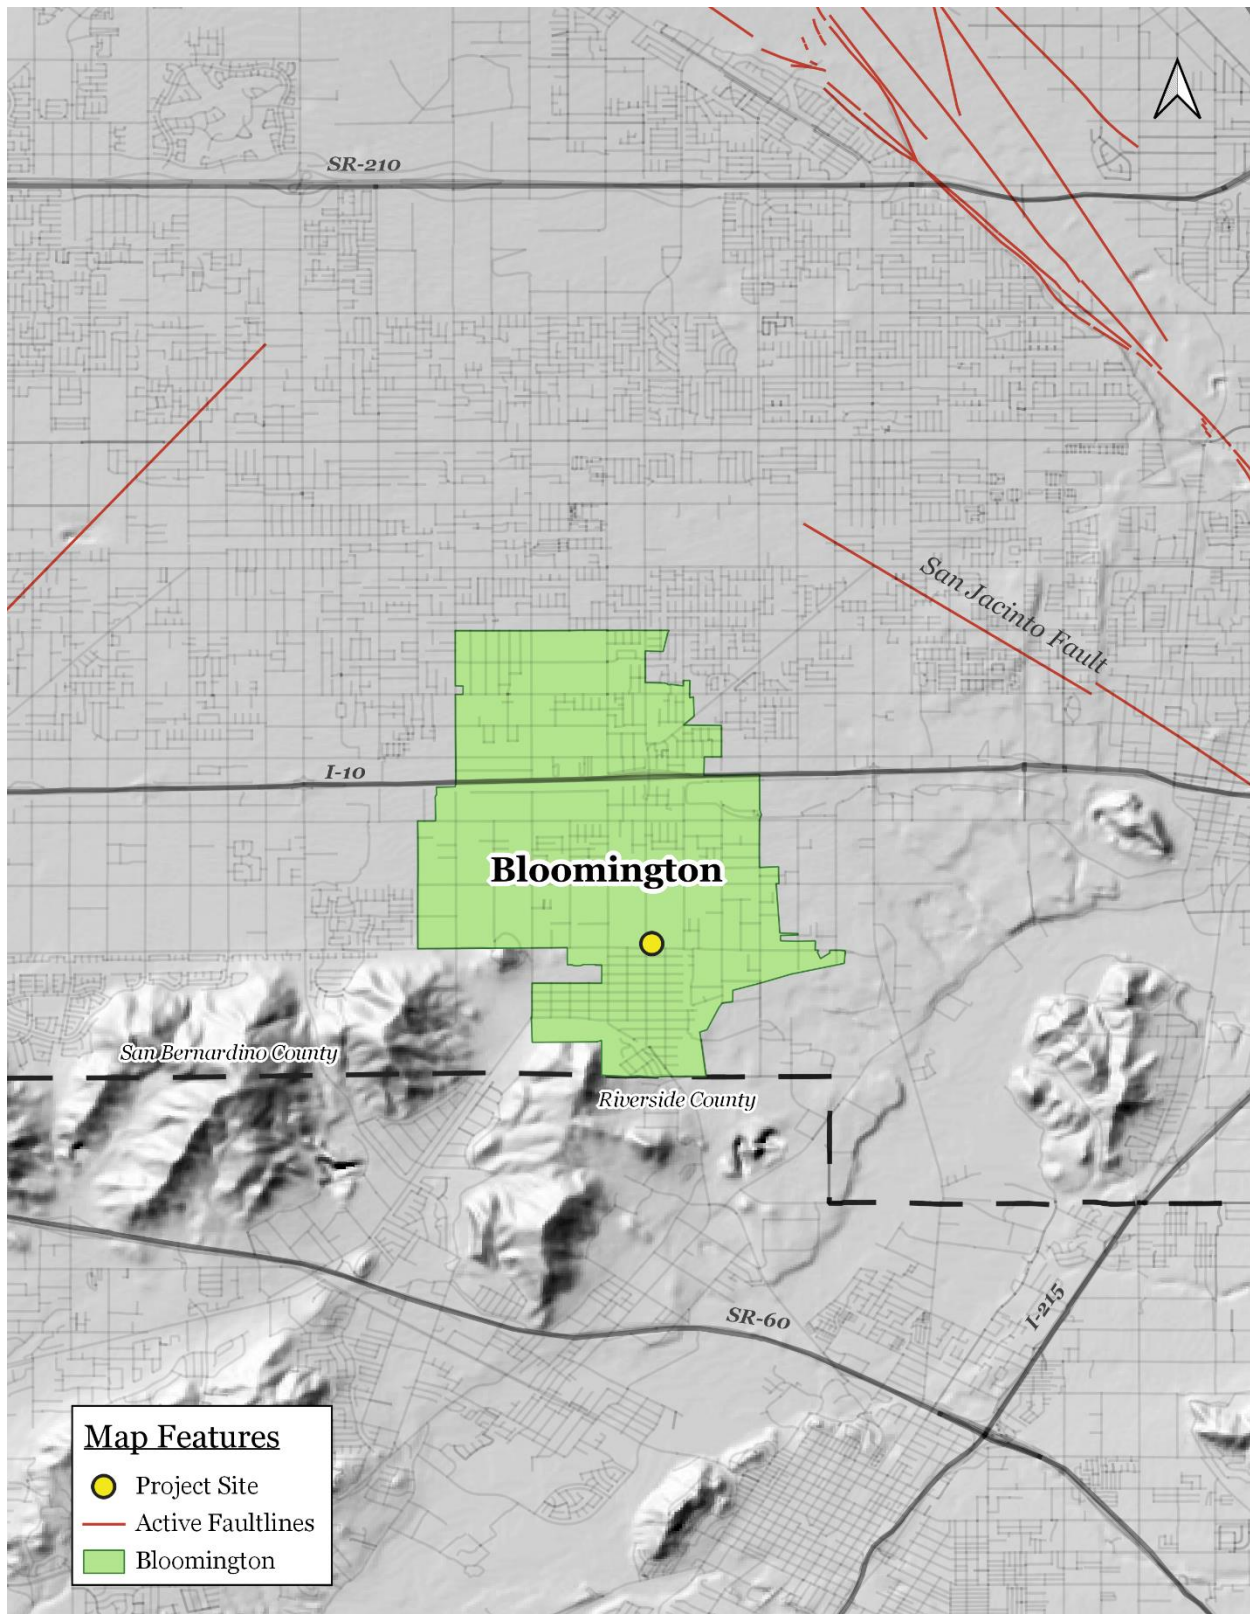 SR-210
San Jacinto Fault
I-10
Bloomington
San Bernardino County
Riverside County
I-215
SR-60
Map Features
Project Site
Active Faultlines
Bloomington